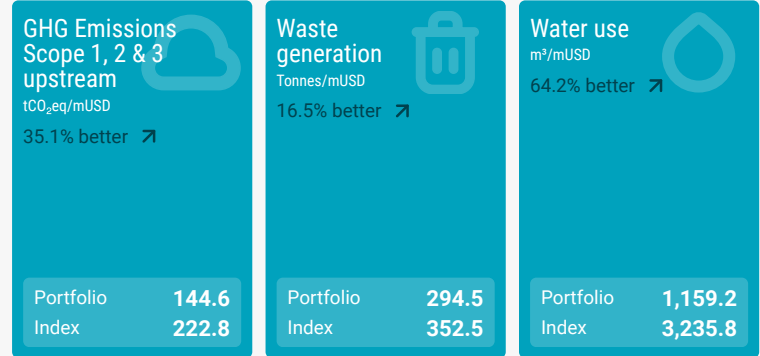 GHG Emissions
Scope 1, 2 & 3
upstream
tCO₂eq/mUSD
35.1% better
Portfolio 144.6
Index 222.8
Waste
generation
Tonnes/mUSD
16.5% better
Portfolio 294.5
Index 352.5
Water use
m³/mUSD
64.2% better
Portfolio 1,159.2
Index 3,235.8